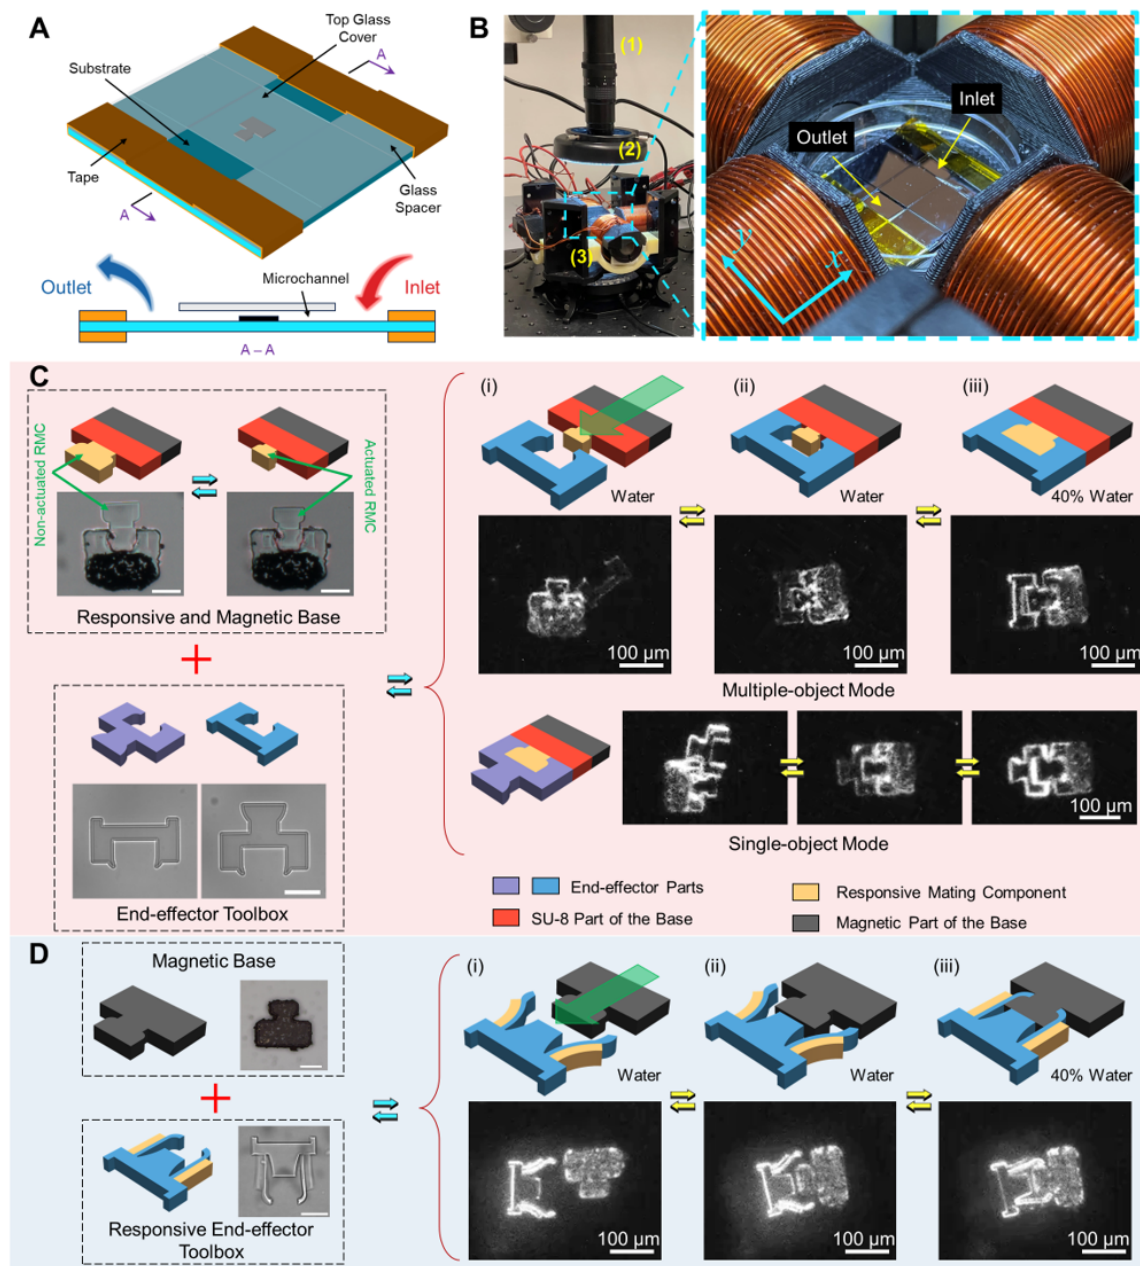 A
Top Glass
Cover
A
Substrate
Tape
Glass
Spacer
A
Outlet
Microchannel
Inlet
A – A
B
(1)
(2)
(3)
Inlet
Outlet
y
x
C
Non-actuated RMC
Actuated RMC
Responsive and Magnetic Base
+
End-effector Toolbox
(i)
(ii)
(iii)
Water
Water
40% Water
100 µm
100 µm
100 µm
Multiple-object Mode
100 µm
Single-object Mode
End-effector Parts
Responsive Mating Component
SU-8 Part of the Base
Magnetic Part of the Base
D
Magnetic Base
+
Responsive End-effector
Toolbox
(i)
(ii)
(iii)
Water
Water
40% Water
100 µm
100 µm
100 µm